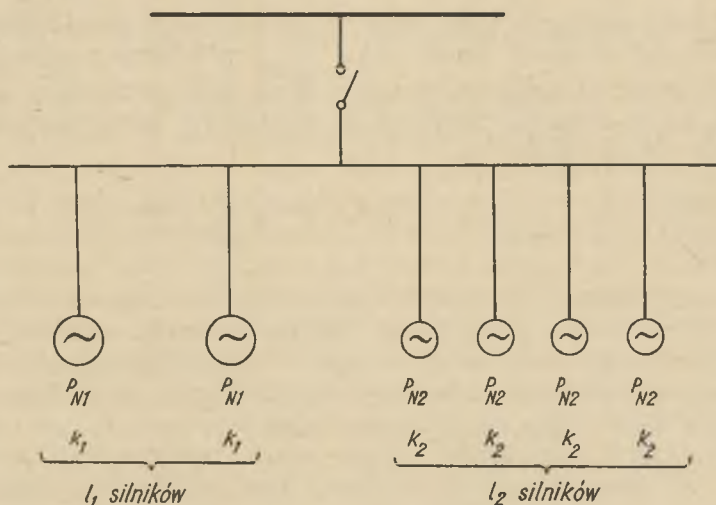 ~ ~ ~ ~ ~ ~
P_N1 P_N1 P_N2 P_N2 P_N2 P_N2
k_1 k_1 k_2 k_2 k_2 k_2
l_1 silników l_2 silników